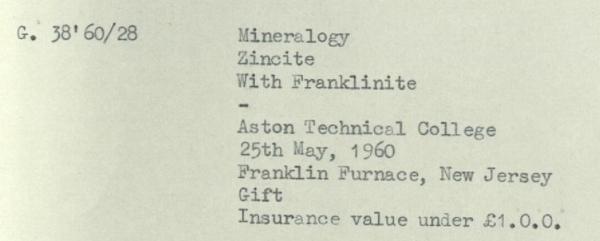 G. 38'60/28 Mineralogy
Zincite
With Franklinite
-
Aston Technical College
25th May, 1960
Franklin Furnace, New Jersey
Gift
Insurance value under £1.0.0.